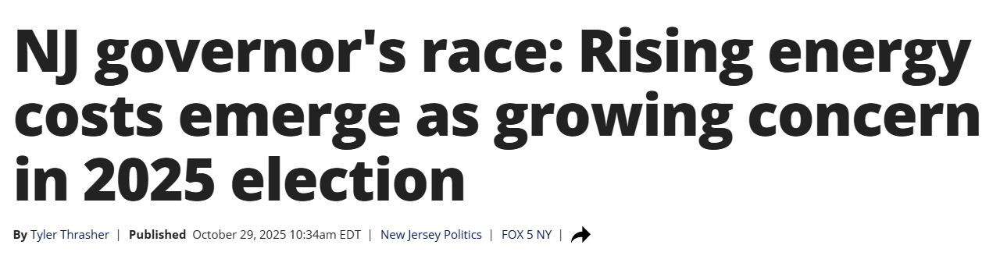 NJ governor's race: Rising energy
costs emerge as growing concern
in 2025 election
By Tyler Thrasher | Published October 29, 2025 10:34am EDT | New Jersey Politics | FOX 5 NY |